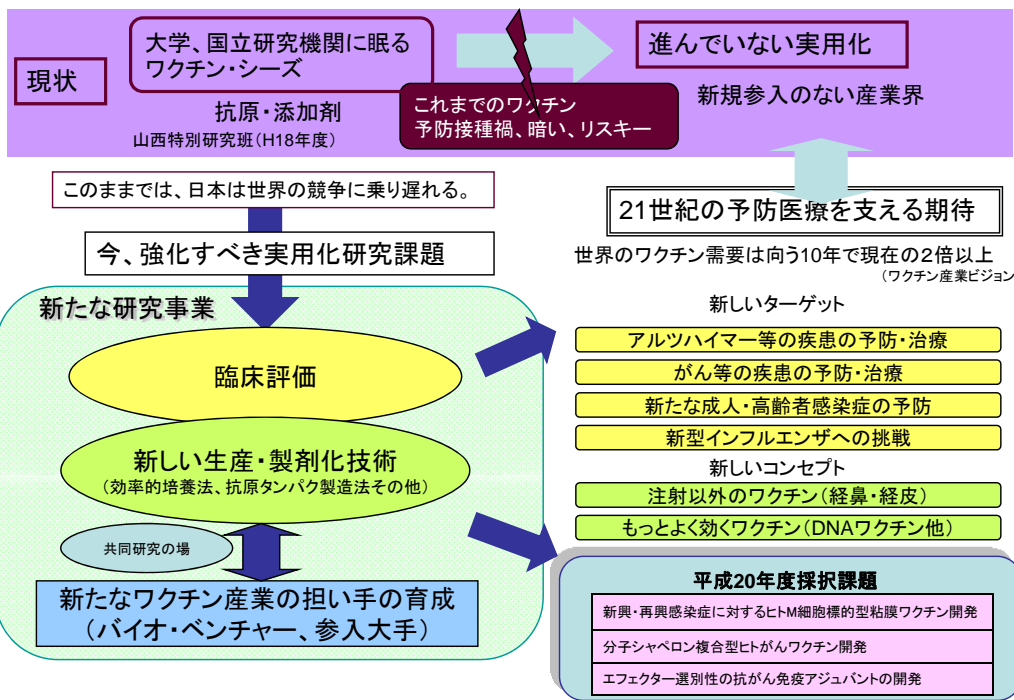 現状
大学、国立研究機関に眠る
ワクチン・シーズ
抗原・添加剤
山西特別研究班(H18年度)
これまでのワクチン
予防接種禍、暗い、リスキー
進んでいない実用化
新規参入のない産業界
このままでは、日本は世界の競争に乗り遅れる。
今、強化すべき実用化研究課題
新たな研究事業
臨床評価
新しい生産・製剤化技術
(効率的培養法、抗原タンパク製造法その他)
共同研究の場
新たなワクチン産業の担い手の育成
(バイオ・ベンチャー、参入大手)
21世紀の予防医療を支える期待
世界のワクチン需要は向う10年で現在の2倍以上
(ワクチン産業ビジョン
新しいターゲット
アルツハイマー等の疾患の予防・治療
がん等の疾患の予防・治療
新たな成人・高齢者感染症の予防
新型インフルエンザへの挑戦
新しいコンセプト
注射以外のワクチン(経鼻・経皮)
もっとよく効くワクチン(DNAワクチン他)
平成20年度採択課題
新興・再興感染症に対するヒトM細胞標的型粘膜ワクチン開発
分子シャペロン複合型ヒトがんワクチン開発
エフェクター選別性の抗がん免疫アジュバントの開発